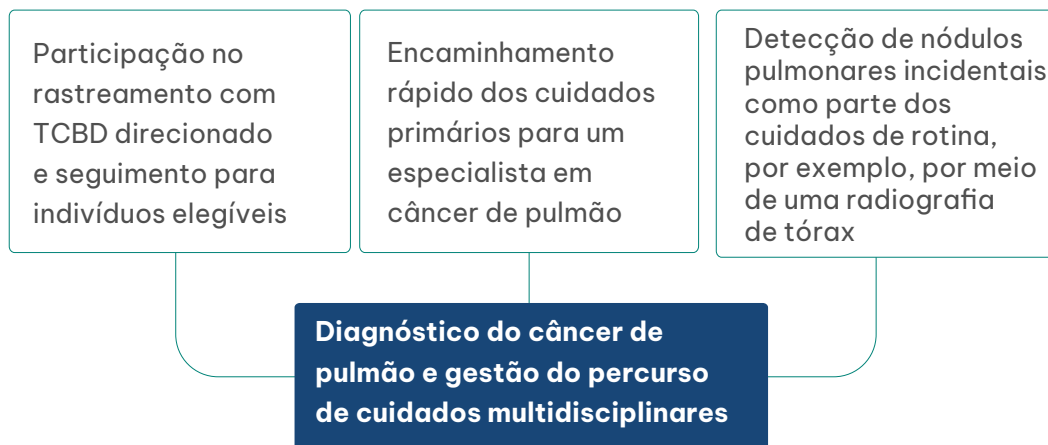 Participação no
rastreamento com
TCBD direcionado
e seguimento para
indivíduos elegíveis
Encaminhamento
rápido dos cuidados
primários para um
especialista em
câncer de pulmão
Detecção de nódulos
pulmonares incidentais
como parte dos
cuidados de rotina,
por exemplo, por meio
de uma radiografia
de tórax
Diagnóstico do câncer de
pulmão e gestão do percurso
de cuidados multidisciplinares